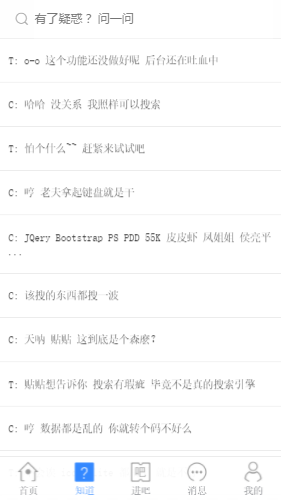 有了疑惑？ 问一问
T: o-o 这个功能还没做好呢 后台还在吐血中
C: 哈哈 没关系 我照样可以搜索
T: 怕个什么~~ 赶紧来试试吧
C: 哼 老夫拿起键盘就是干
C: JQery Bootstrap PS PDD 55K 皮皮虾 凤姐姐 侯亮平
...
C: 该搜的东西都搜一波
C: 天呐 贴贴 这到底是个森麽?
T: 贴贴想告诉你 搜索有瑕疵 毕竟不是真的搜索引擎
C: 哼 数据都是乱的 你就转个码不好么
?
吧
首页 知道 进吧 消息 我的